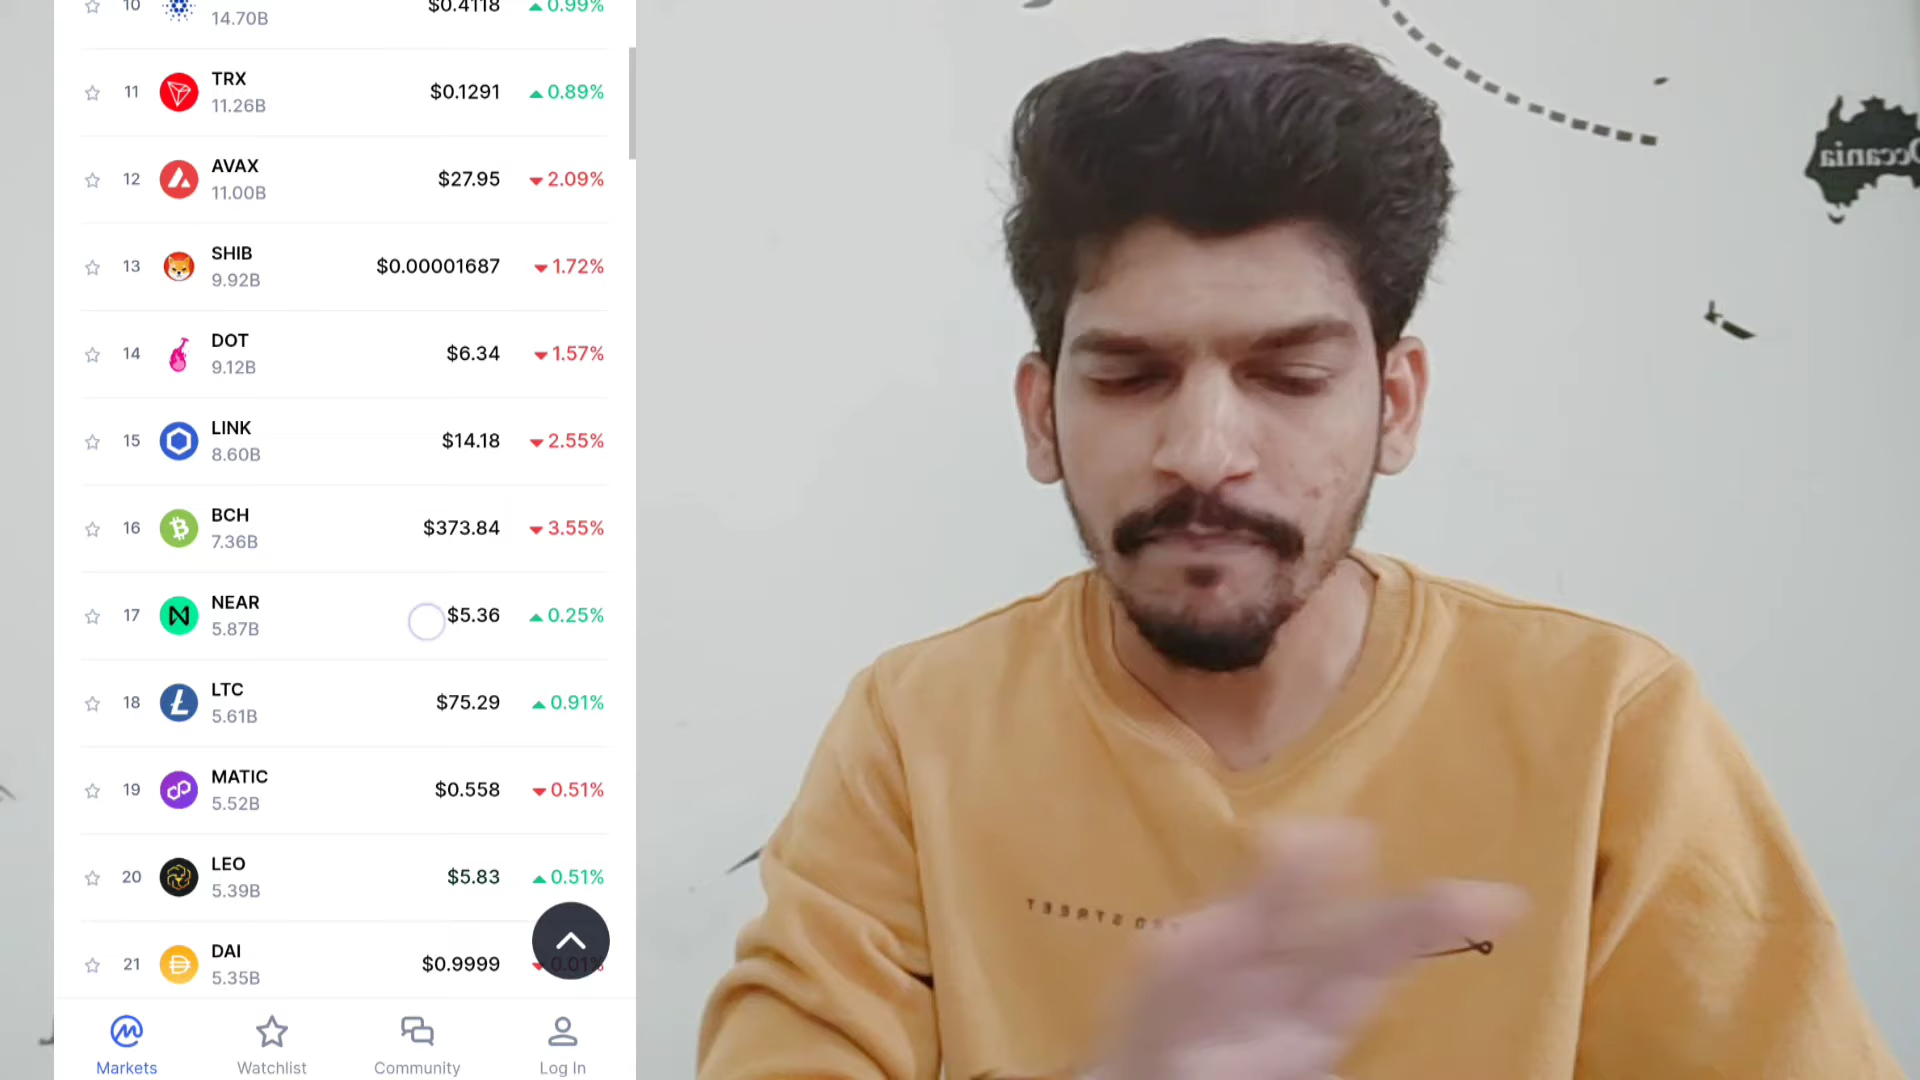 10
14.70B
$0.4118
0.99%
11
TRX
11.26B
$0.1291
0.89%
12
AVAX
11.00B
$27.95
2.09%
13
SHIB
9.92B
$0.00001687
1.72%
14
DOT
9.12B
$6.34
1.57%
15
LINK
8.60B
$14.18
2.55%
16
BCH
7.36B
$373.84
3.55%
17
NEAR
5.87B
$5.36
0.25%
18
LTC
5.61B
$75.29
0.91%
19
MATIC
5.52B
$0.558
0.51%
20
LEO
5.39B
$5.83
0.51%
21
DAI
5.35B
$0.9999
0.01%
Markets
Watchlist
Community
Log In
Oceania